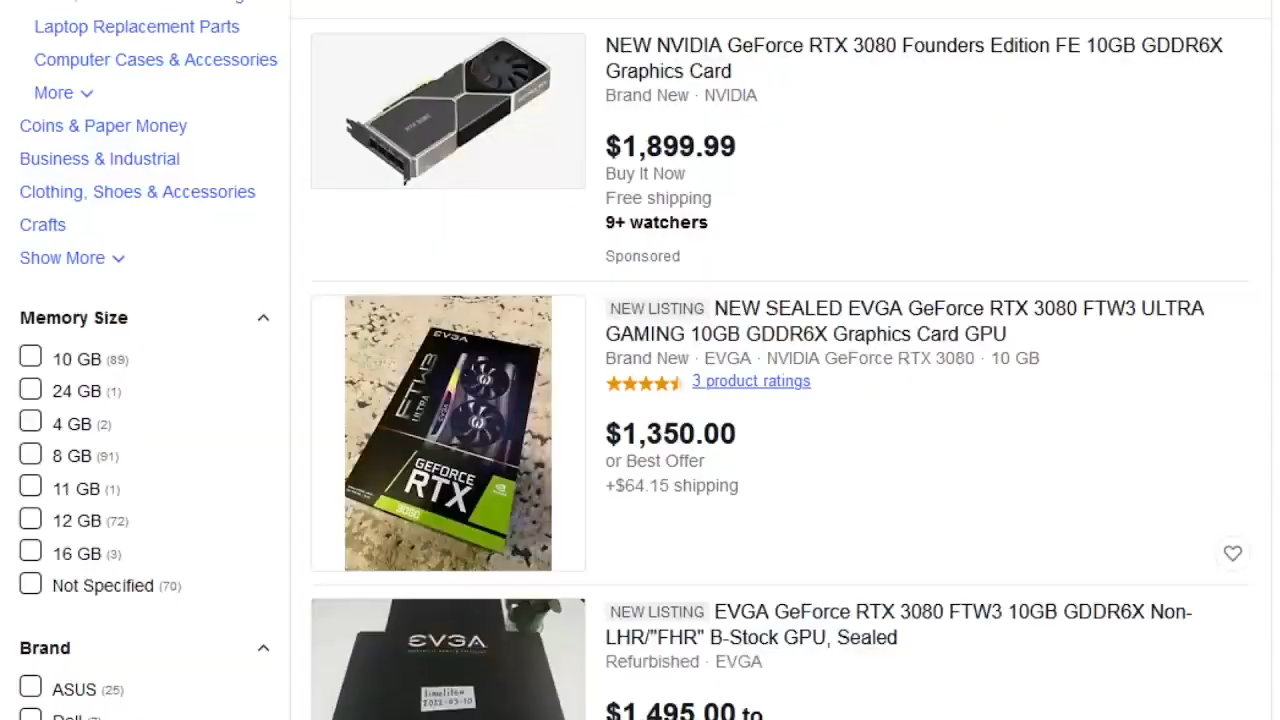 Laptop Replacement Parts
Computer Cases & Accessories
More
Coins & Paper Money
Business & Industrial
Clothing, Shoes & Accessories
Crafts
Show More
Memory Size
10 GB (89)
24 GB (1)
4 GB (2)
8 GB (91)
11 GB (1)
12 GB (72)
16 GB (3)
Not Specified (70)
Brand
ASUS (25)
NEW NVIDIA GeForce RTX 3080 Founders Edition FE 10GB GDDR6X
Graphics Card
Brand New · NVIDIA
$1,899.99
Buy It Now
Free shipping
9+ watchers
Sponsored
EVGA
FTW3
ULTRA
GEFORCE
RTX
3080
NEW LISTING NEW SEALED EVGA GeForce RTX 3080 FTW3 ULTRA
GAMING 10GB GDDR6X Graphics Card GPU
Brand New · EVGA · NVIDIA GeForce RTX 3080 · 10 GB
3 product ratings
$1,350.00
or Best Offer
+$64.15 shipping
EVGA
NEW LISTING EVGA GeForce RTX 3080 FTW3 10GB GDDR6X Non-
LHR/"FHR" B-Stock GPU, Sealed
Refurbished · EVGA
$1,495.00 to